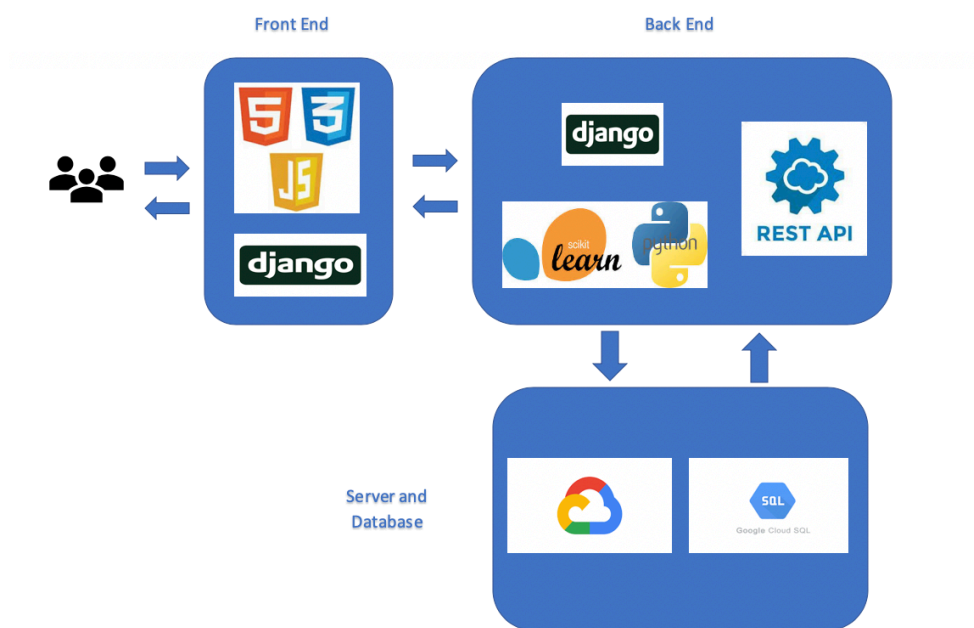 Front End
Back End
5
3
JS
django
django
scikit
learn
python
REST API
Server and
Database
SQL
Google Cloud SQL